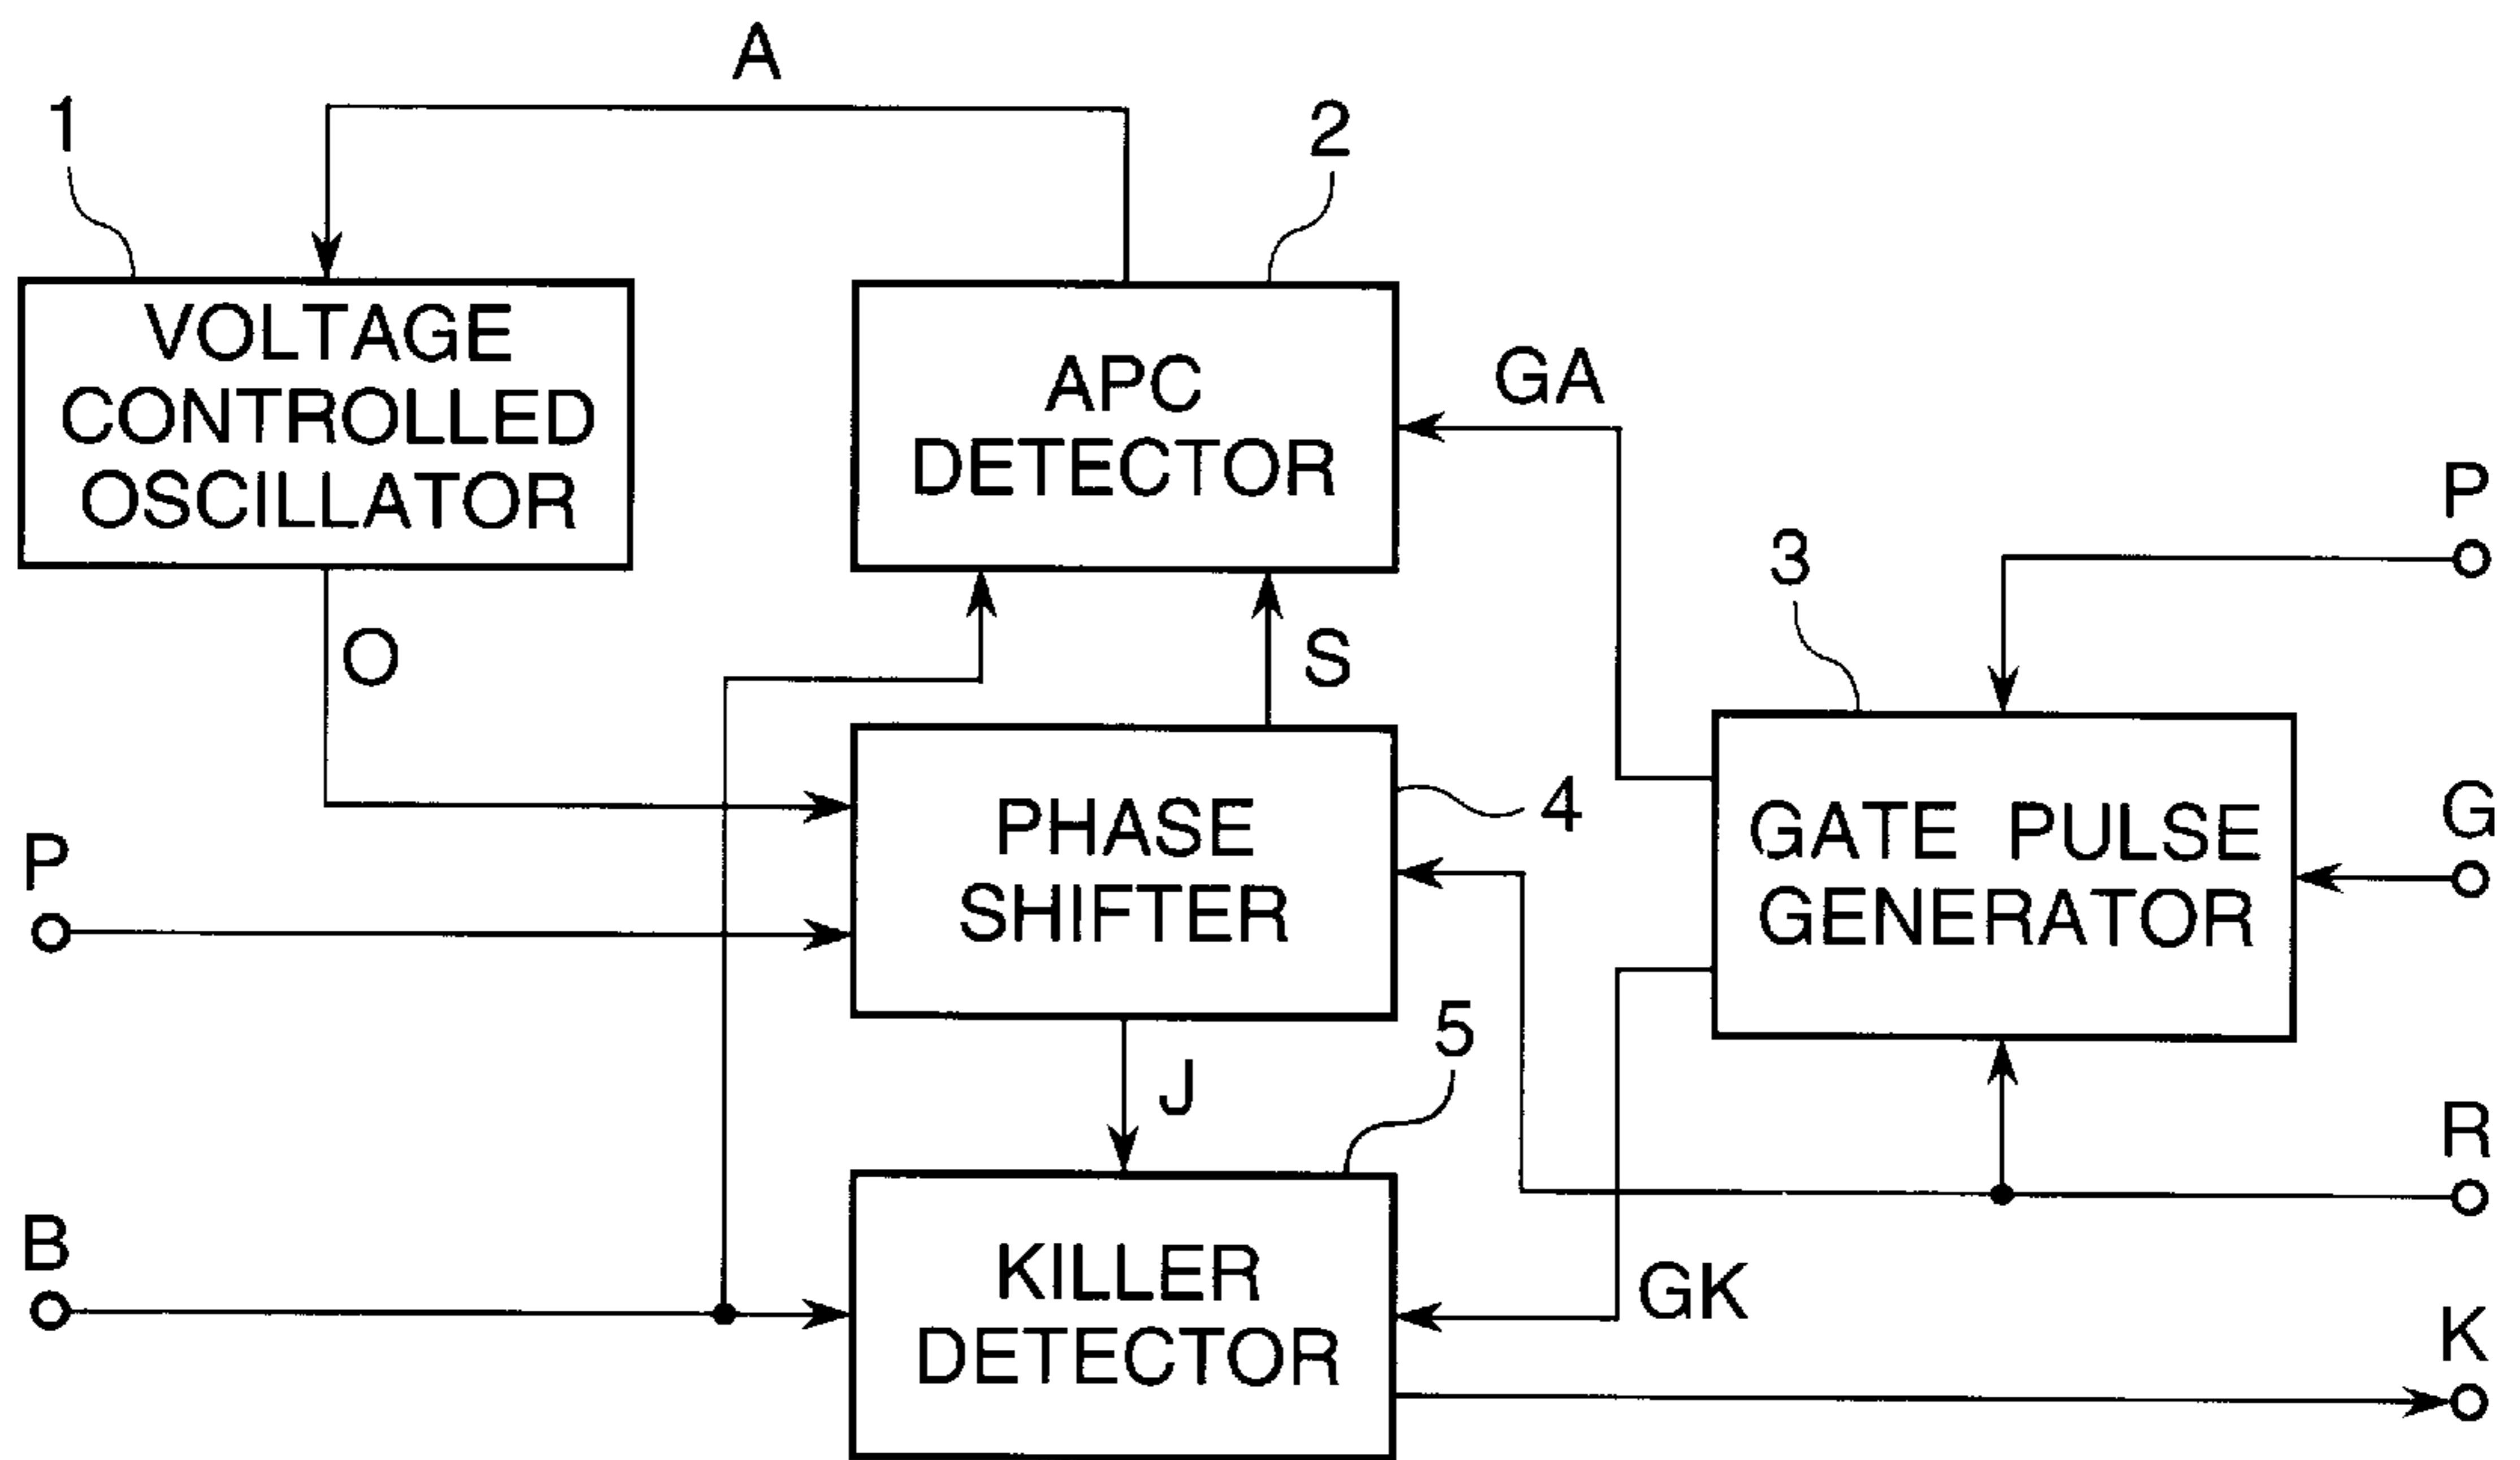 A
1
2
VOLTAGE
CONTROLLED
OSCILLATOR
APC
DETECTOR
GA
P
3
O
S
PHASE
SHIFTER
4
GATE PULSE
GENERATOR
G
P
5
J
R
B
KILLER
DETECTOR
GK
K